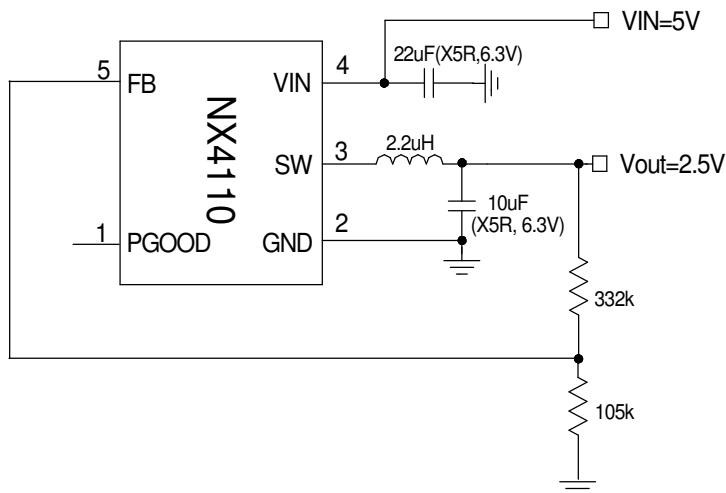 VIN=5V
22uF(X5R,6.3V)
5
FB
VIN
4
NX4110
2.2uH
SW
3
Vout=2.5V
10uF
(X5R, 6.3V)
1
PGOOD
GND
2
332k
105k